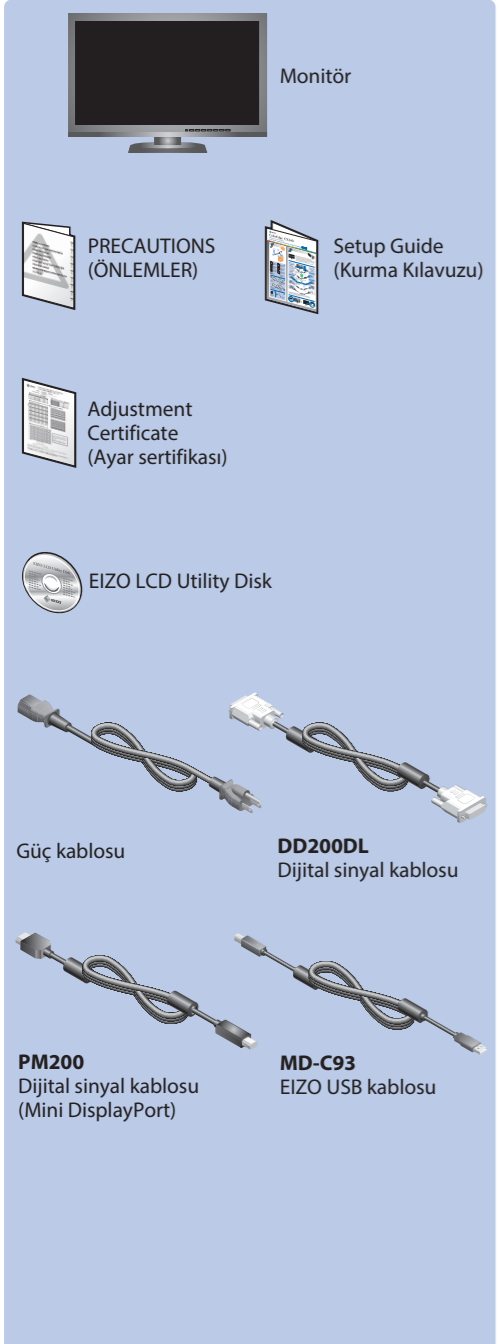 Monitör
PRECAUTIONS
(ÖNLEMLER)
Setup Guide
(Kurma Kılavuzu)
Adjustment
Certificate
(Ayar sertifikası)
EIZO LCD Utility Disk
Güç kablosu
DD200DL
Dijital sinyal kablosu
PM200
Dijital sinyal kablosu
(Mini DisplayPort)
MD-C93
EIZO USB kablosu